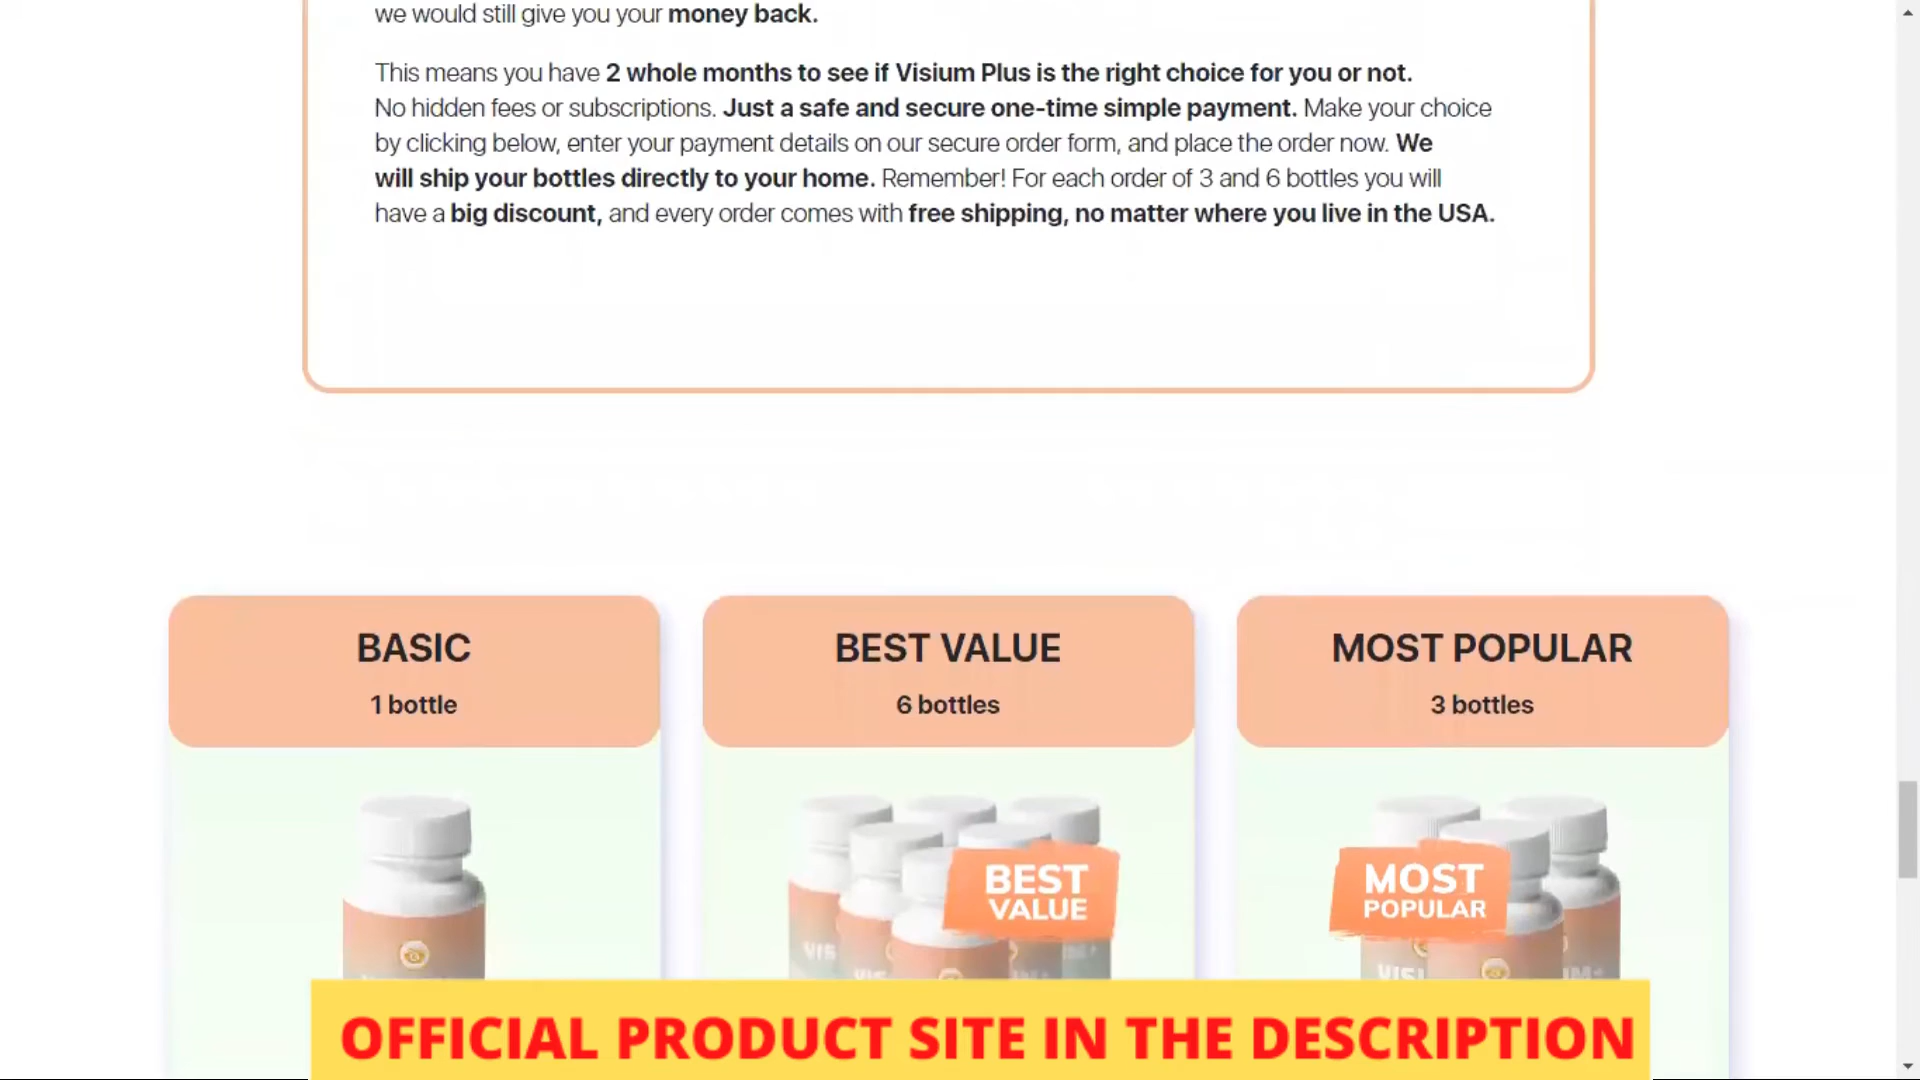 we would still give you your money back.
This means you have 2 whole months to see if Visium Plus is the right choice for you or not.
No hidden fees or subscriptions. Just a safe and secure one-time simple payment. Make your choice
by clicking below, enter your payment details on our secure order form, and place the order now. We
will ship your bottles directly to your home. Remember! For each order of 3 and 6 bottles you will
have a big discount, and every order comes with free shipping, no matter where you live in the USA.
BASIC
1 bottle
BEST VALUE
6 bottles
MOST POPULAR
3 bottles
BEST
VALUE
MOST
POPULAR
OFFICIAL PRODUCT SITE IN THE DESCRIPTION